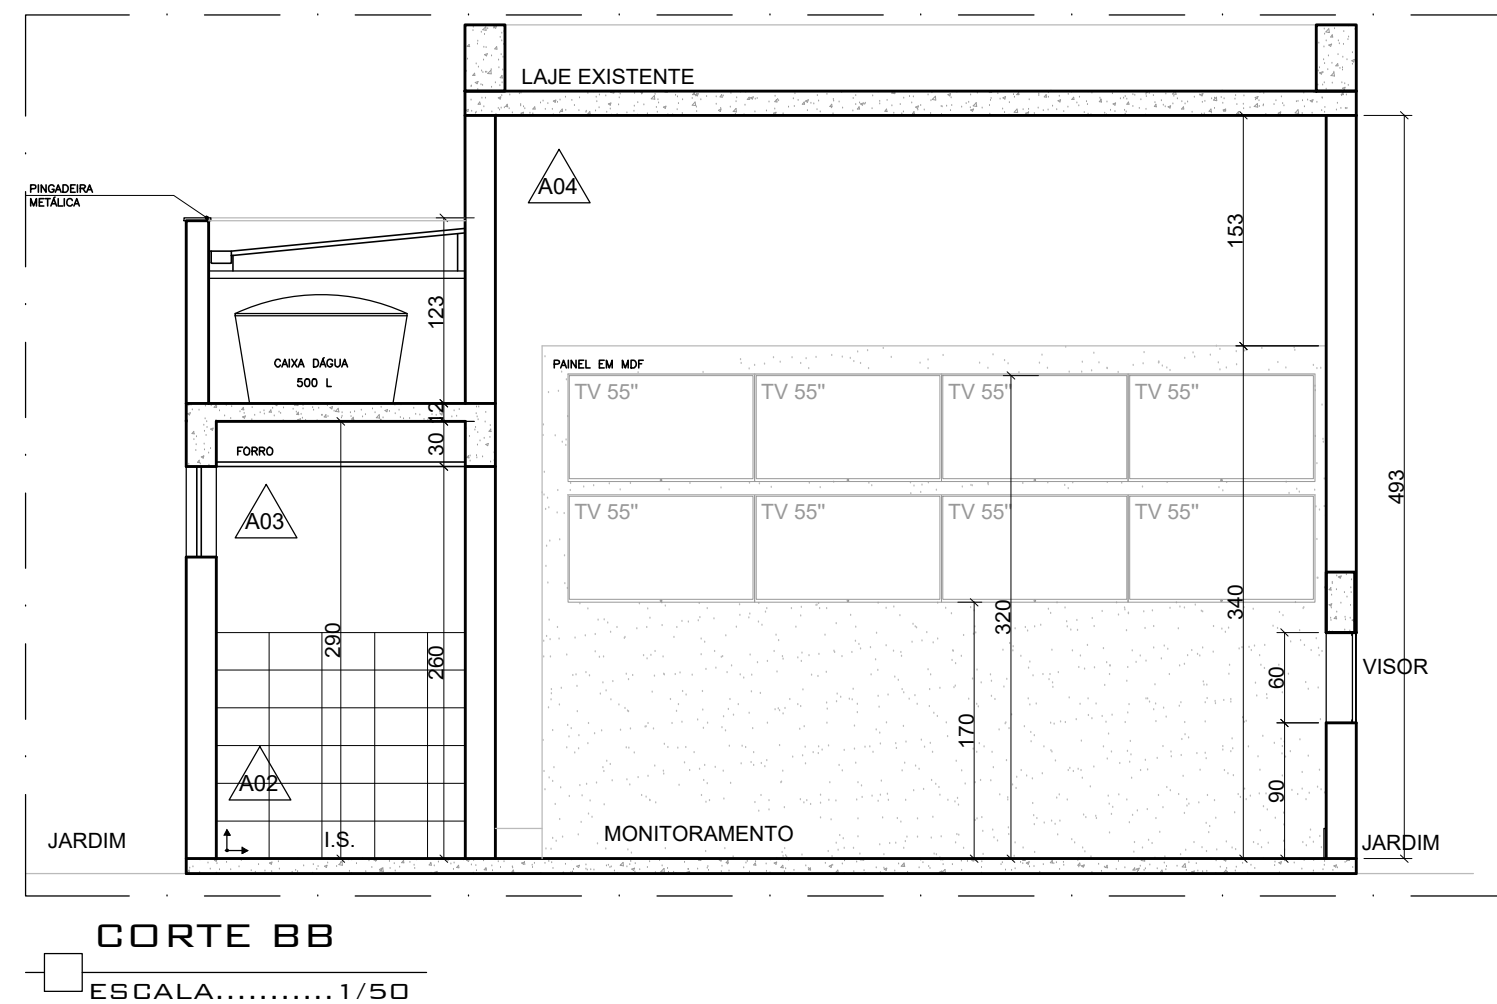 LAJE EXISTENTE
A04
PINGADEIRA
METÁLICA
153
123
CAIXA DÁGUA
500 L
PAINEL EM MDF
TV 55" TV 55" TV 55" TV 55"
12
30
FORRO
493
A03
TV 55" TV 55" TV 55" TV 55"
290
260
320
340
60
VISOR
170
90
A02
JARDIM
I.S.
MONITORAMENTO
JARDIM
CORTE BB
ESCALA...........1/50